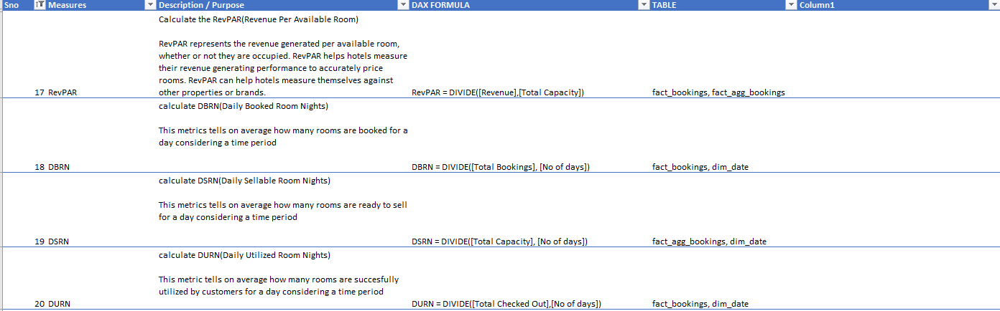 Sno Measures Description / Purpose DAX FORMULA TABLE Column1
Calculate the RevPAR(Revenue Per Available Room)
RevPAR represents the revenue generated per available room,
whether or not they are occupied. RevPAR helps hotels measure
their revenue generating performance to accurately price
rooms. RevPAR can help hotels measure themselves against
other properties or brands.
17 RevPAR RevPAR = DIVIDE([Revenue],[Total Capacity]) fact_bookings, fact_agg_bookings
calculate DBRN(Daily Booked Room Nights)
This metrics tells on average how many rooms are booked for a
day considering a time period
18 DBRN DBRN = DIVIDE([Total Bookings], [No of days]) fact_bookings, dim_date
calculate DSRN(Daily Sellable Room Nights)
This metrics tells on average how many rooms are ready to sell
for a day considering a time period
19 DSRN DSRN = DIVIDE([Total Capacity], [No of days]) fact_agg_bookings, dim_date
calculate DURN(Daily Utilized Room Nights)
This metric tells on average how many rooms are succesfully
utilized by customers for a day considering a time period
20 DURN DURN = DIVIDE([Total Checked Out],[No of days]) fact_bookings, dim_date